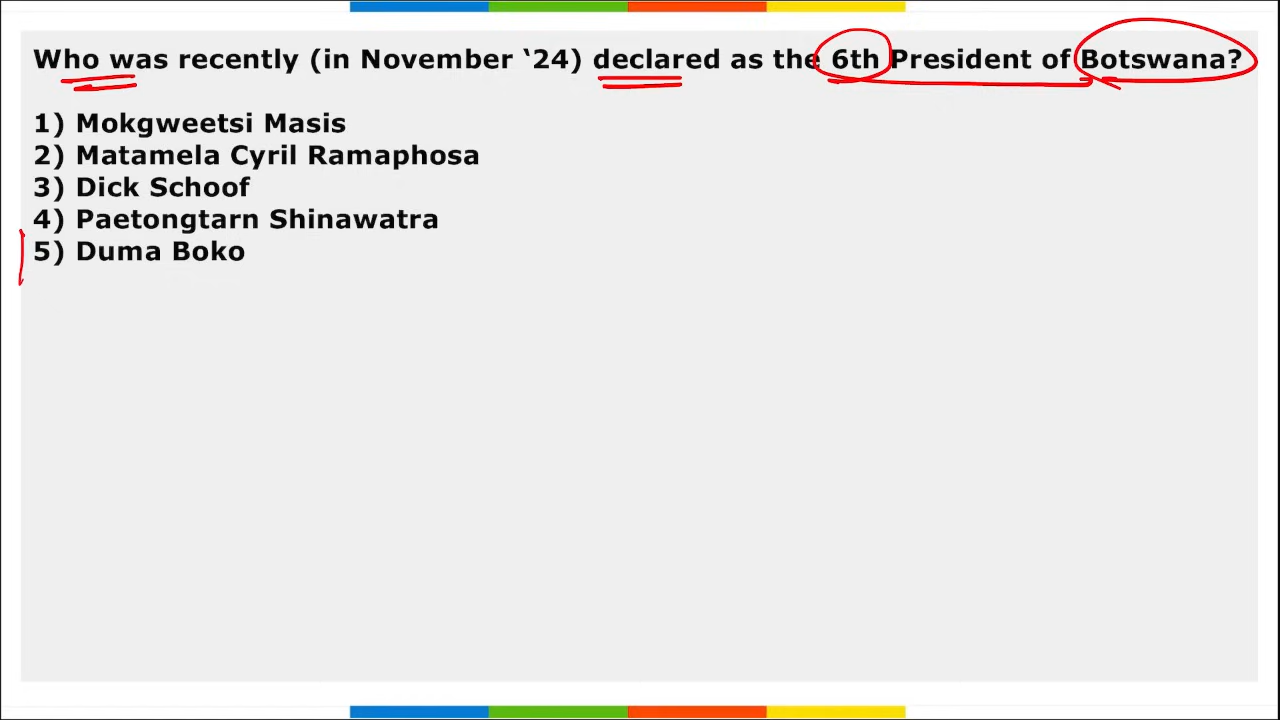 Who was recently (in November ‘24) declared as the 6th President of Botswana?
1) Mokgweetsi Masis
2) Matamela Cyril Ramaphosa
3) Dick Schoof
4) Paetongtarn Shinawatra
5) Duma Boko